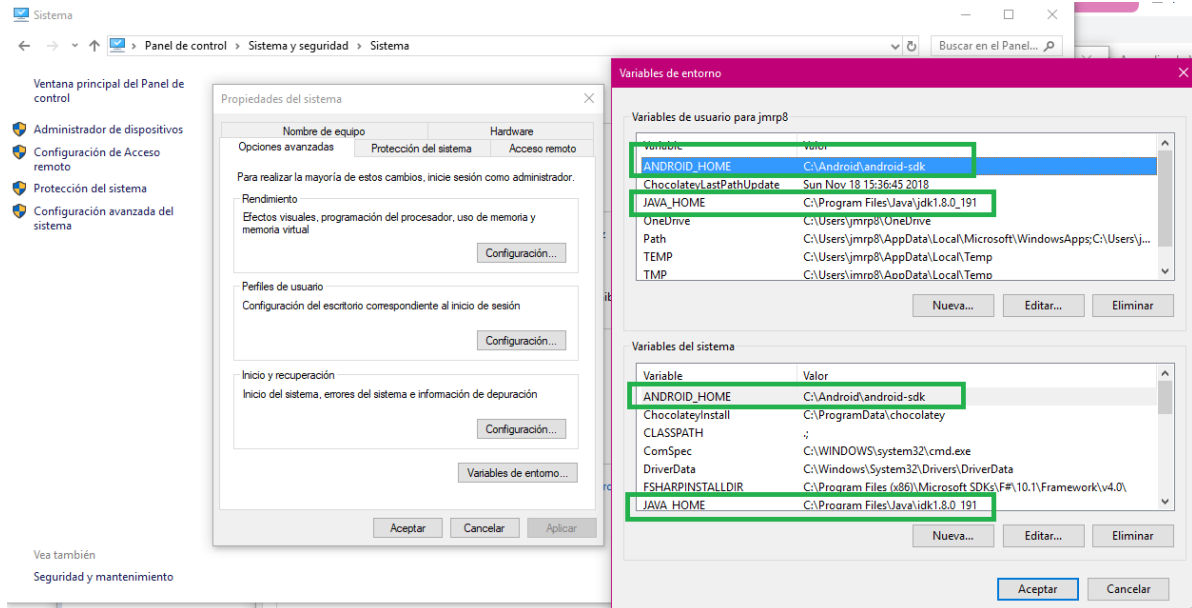 Sistema
Panel de control > Sistema y seguridad > Sistema
Buscar en el Panel...
Ventana principal del Panel de
control
Administrador de dispositivos
Configuración de Acceso
remoto
Protección del sistema
Configuración avanzada del
sistema
Vea también
Seguridad y mantenimiento
Propiedades del sistema
Nombre de equipo Hardware
Opciones avanzadas Protección del sistema Acceso remoto
Para realizar la mayoría de estos cambios, inicie sesión como administrador.
Rendimiento
Efectos visuales, programación del procesador, uso de
memoria y
memoria virtual
Configuración...
Perfiles de usuario
Configuración del escritorio correspondiente al inicio de sesión
Configuración...
Inicio y recuperación
Inicio del sistema, errores del sistema e información de depuración
Configuración...
Variables de entorno...
Aceptar Cancelar Aplicar
Variables de entorno
Variables de usuario para jmrp8
Variable Valor
ANDROID_HOME C:\Android\android-sdk
ChocolateyLastPathUpdate Sun Nov 18 15:36:45 2018
JAVA_HOME C:\Program Files\Java\jdk1.8.0_191
OneDrive C:\Users\jmrp8\OneDrive
Path C:\Users\jmrp8\AppData\Local\Microsoft\WindowsApps;C:\Users\j...
TEMP C:\Users\jmrp8\AppData\Local\Temp
TMP C:\Users\jmrp8\AppData\Local\Temp
Nueva... Editar... Eliminar
Variables del sistema
Variable Valor
ANDROID_HOME C:\Android\android-sdk
ChocolateyInstall C:\ProgramData\chocolatey
CLASSPATH .;
ComSpec C:\WINDOWS\system32\cmd.exe
DriverData C:\Windows\System32\Drivers\DriverData
FSHARPINSTALLDIR C:\Program Files (x86)\Microsoft SDKs\F#\10.1\Framework\v4.0\
JAVA_HOME C:\Program Files\Java\jdk1.8.0_191
Nueva... Editar... Eliminar
Aceptar Cancelar